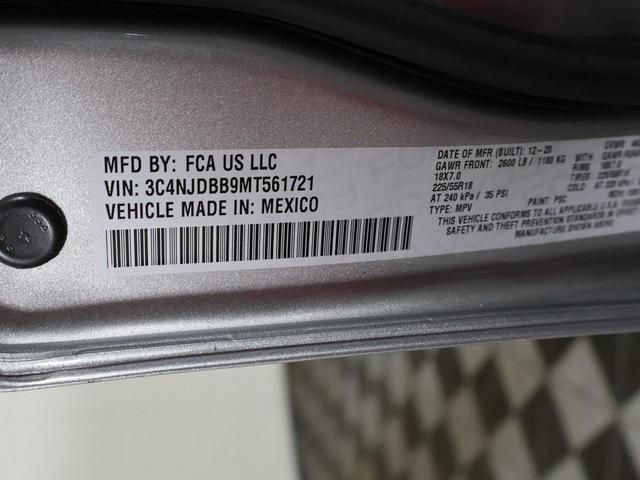 MFD BY: FCA US LLC
VIN: 3C4NJDBB9MT561721
VEHICLE MADE IN: MEXICO
DATE OF MFR (BUILT): 12-20
GAWR FRONT: 2600 LB / 1180 KG
18X7.0
225/55R18
AT 240 kPa / 35 PSI
TYPE: MPV
PAINT: PSC
THIS VEHICLE CONFORMS TO ALL APPLICABLE U.S.A.
SAFETY AND THEFT PREVENTION STANDARDS IN EFFECT
MANUFACTURE SHOWN ABOVE
GVWR: